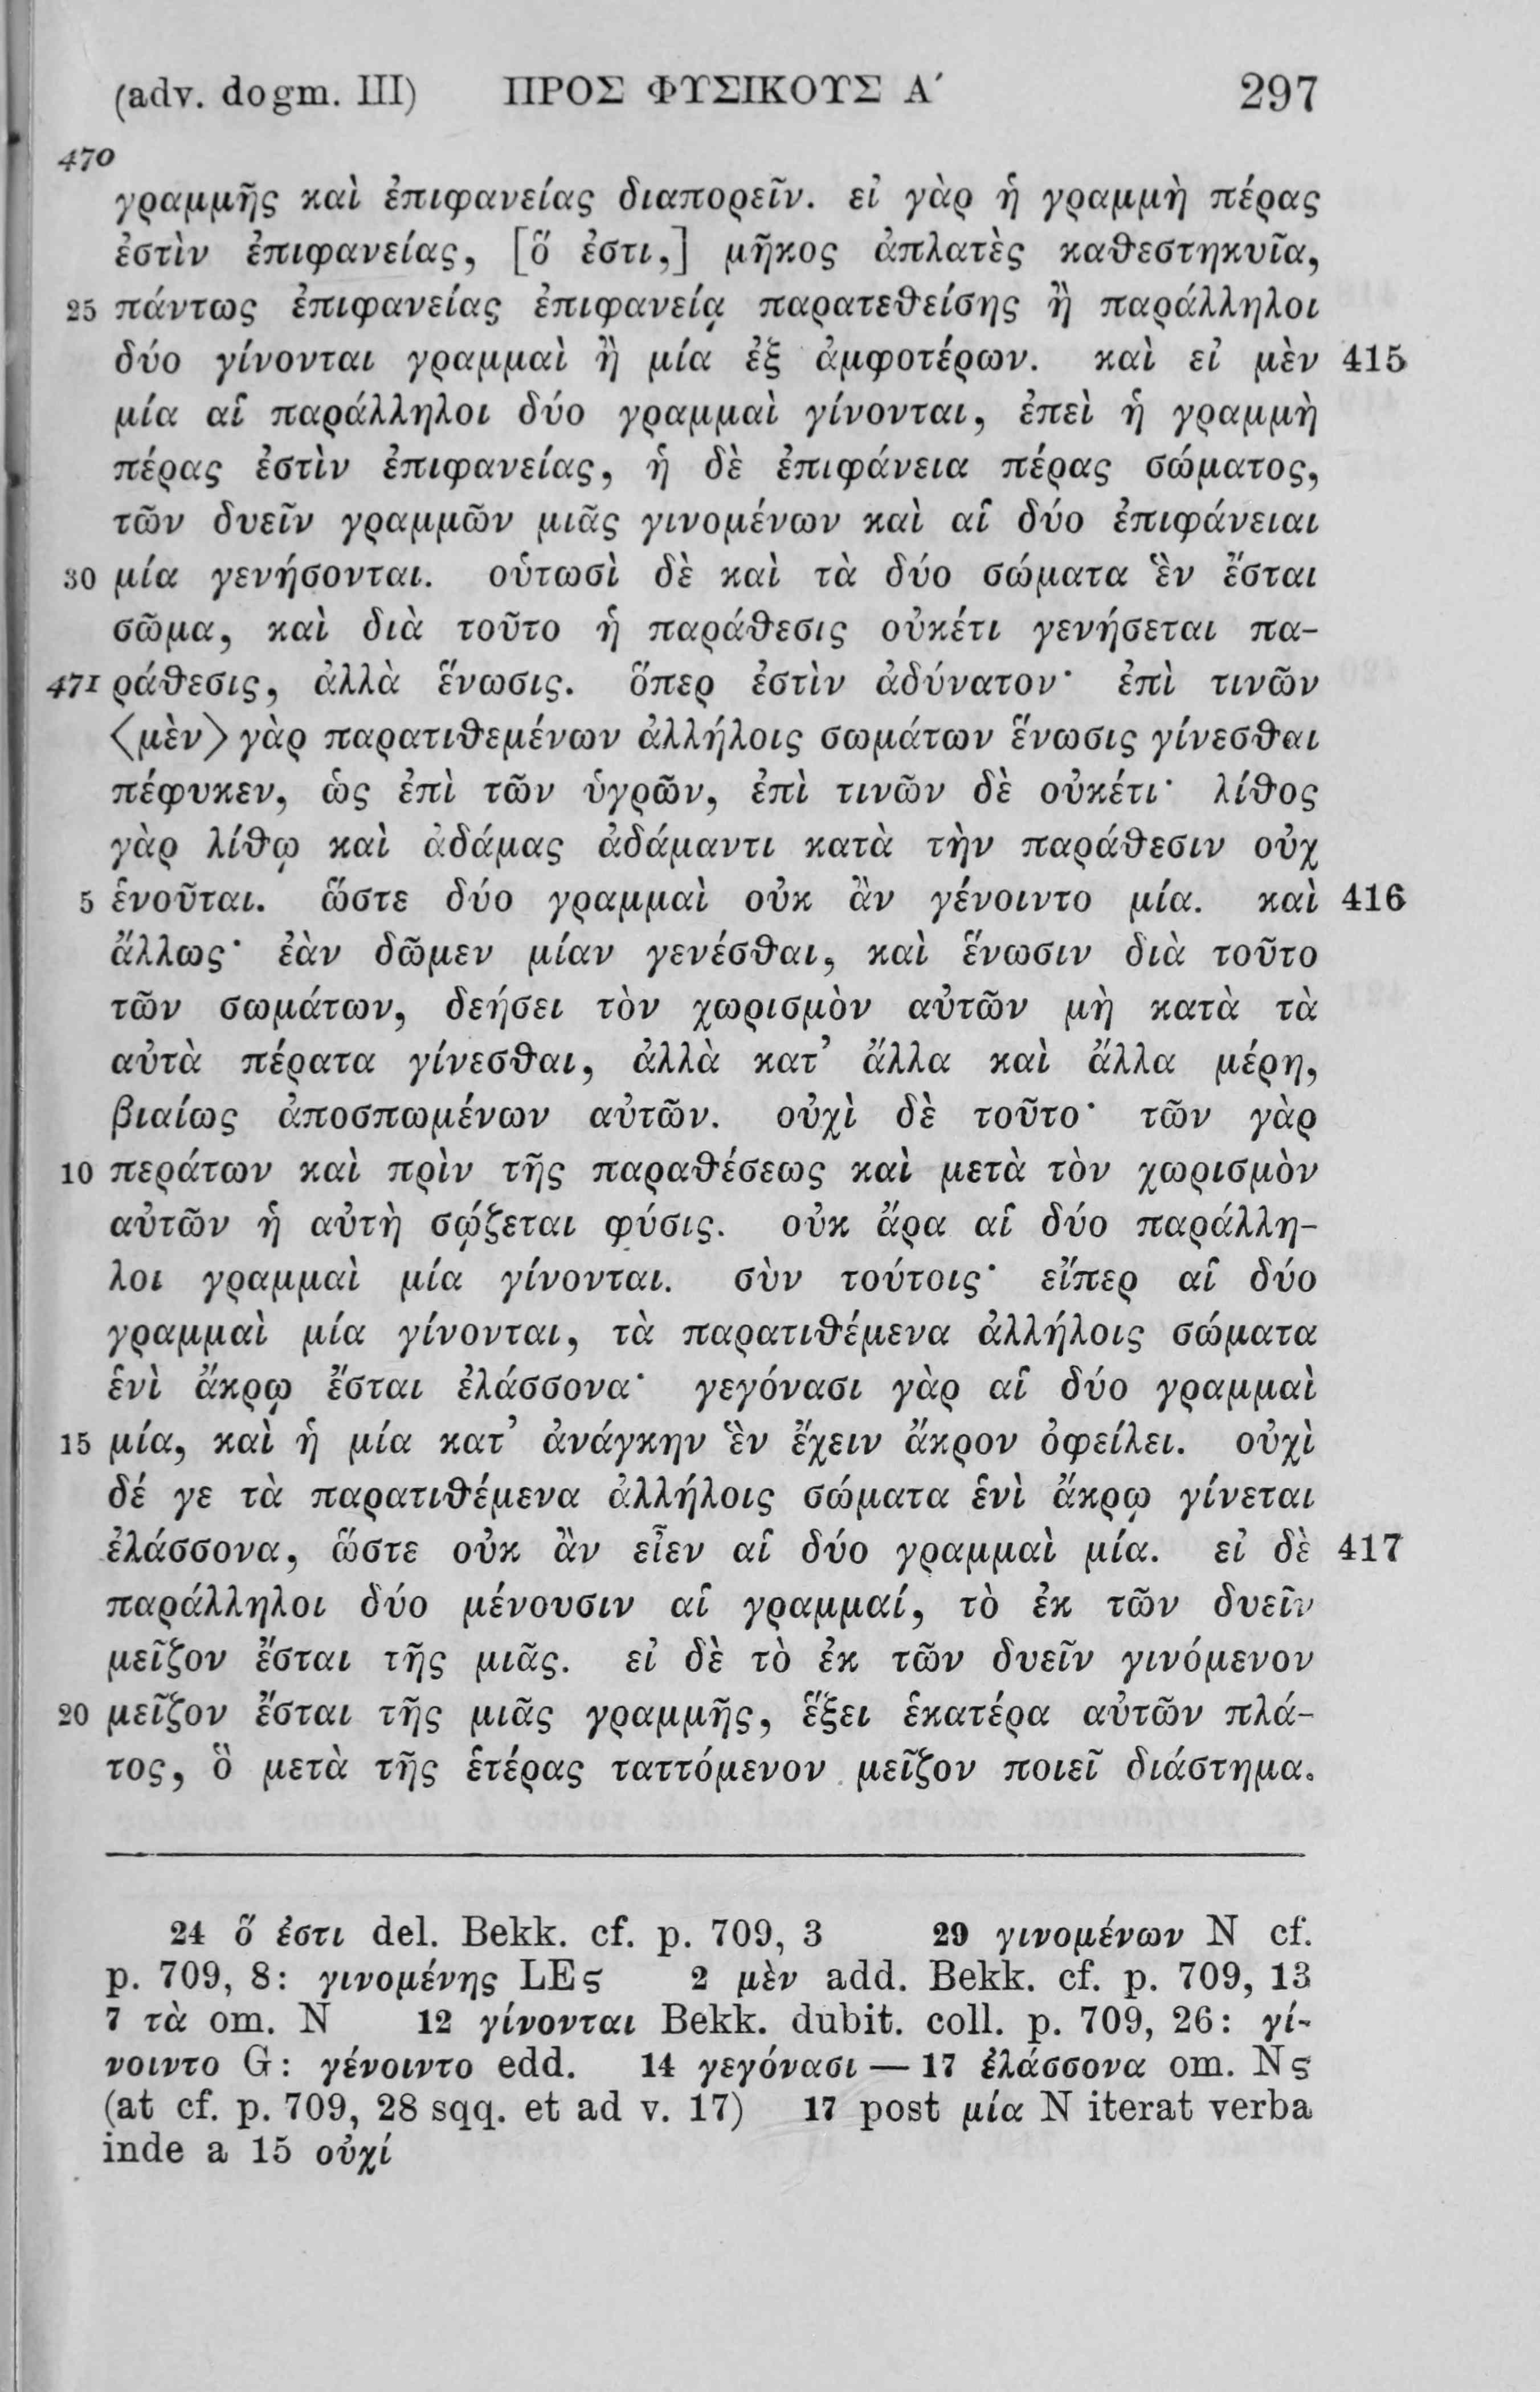 (adv. dogm. III) ΠΡΟΣ ΦΥΣΙΚΟΥΣ Α´ 297
470
γραμμῆς καὶ ἐπιφανείας διαπορεῖν. εἰ γὰρ ἡ γραμμὴ πέρας
ἐστὶν ἐπιφανείας, [ὅ ἐστι,] μῆκος ἀπλατὲς καθεστηκυῖα,
25 πάντως ἐπιφανείας ἐπιφανείᾳ παρατεθείσης ἢ παράλληλοι
δύο γίνονται γραμμαὶ ἢ μία ἐξ ἀμφοτέρων. καὶ εἰ μὲν 415
μία αἱ παράλληλοι δύο γραμμαὶ γίνονται, ἐπεὶ ἡ γραμμὴ
πέρας ἐστὶν ἐπιφανείας, ἡ δὲ ἐπιφάνεια πέρας σώματος,
τῶν δυεῖν γραμμῶν μιᾶς γινομένων καὶ αἱ δύο ἐπιφάνειαι
30 μία γενήσονται. οὑτωσὶ δὲ καὶ τὰ δύο σώματα ἓν ἔσται
σῶμα, καὶ διὰ τοῦτο ἡ παράθεσις οὐκέτι γενήσεται πα-
471 ράθεσις, ἀλλὰ ἕνωσις. ὅπερ ἐστὶν ἀδύνατον· ἐπὶ τινῶν
⟨μὲν⟩ γὰρ παρατιθεμένων ἀλλήλοις σωμάτων ἕνωσις γίνεσθαι
πέφυκεν, ὡς ἐπὶ τῶν ὑγρῶν, ἐπὶ τινῶν δὲ οὐκέτι· λίθος
γὰρ λίθῳ καὶ ἀδάμας ἀδάμαντι κατὰ τὴν παράθεσιν οὐχ
5 ἑνοῦται. ὥστε δύο γραμμαὶ οὐκ ἂν γένοιντο μία. καὶ 416
ἄλλως· ἐὰν δῶμεν μίαν γενέσθαι, καὶ ἕνωσιν διὰ τοῦτο
τῶν σωμάτων, δεήσει τὸν χωρισμὸν αὐτῶν μὴ κατὰ τὰ
αὐτὰ πέρατα γίνεσθαι, ἀλλὰ κατ’ ἄλλα καὶ ἄλλα μέρη,
βιαίως ἀποσπωμένων αὐτῶν. οὐχὶ δὲ τοῦτο· τῶν γὰρ
10 περάτων καὶ πρὶν τῆς παραθέσεως καὶ μετὰ τὸν χωρισμὸν
αὐτῶν ἡ αὐτὴ σῴζεται φύσις. οὐκ ἄρα αἱ δύο παράλλη-
λοι γραμμαὶ μία γίνονται. σὺν τούτοις· εἴπερ αἱ δύο
γραμμαὶ μία γίνονται, τὰ παρατιθέμενα ἀλλήλοις σώματα
ἑνὶ ἄκρῳ ἔσται ἐλάσσονα· γεγόνασι γὰρ αἱ δύο γραμμαὶ
15 μία, καὶ ἡ μία κατ’ ἀνάγκην ἓν ἔχειν ἄκρον ὀφείλει. οὐχὶ
δέ γε τὰ παρατιθέμενα ἀλλήλοις σώματα ἑνὶ ἄκρῳ γίνεται
ἐλάσσονα, ὥστε οὐκ ἂν εἶεν αἱ δύο γραμμαὶ μία. εἰ δὲ 417
παράλληλοι δύο μένουσιν αἱ γραμμαί, τὸ ἐκ τῶν δυεῖν
μεῖζον ἔσται τῆς μιᾶς. εἰ δὲ τὸ ἐκ τῶν δυεῖν γινόμενον
20 μεῖζον ἔσται τῆς μιᾶς γραμμῆς, ἕξει ἑκατέρα αὐτῶν πλά-
τος, ὃ μετὰ τῆς ἑτέρας ταττόμενον μεῖζον ποιεῖ διάστημα.
24 ὅ ἐστι del. Bekk. cf. p. 709, 3 29 γινομένων N cf.
p. 709, 8: γινομένης LEς 2 μὲν add. Bekk. cf. p. 709, 13
7 τὰ om. N 12 γίνονται Bekk. dubit. coll. p. 709, 26: γί-
νοιντο G: γένοιντο edd. 14 γεγόνασι — 17 ἐλάσσονα om. Nς
(at cf. p. 709, 28 sqq. et ad v. 17) 17 post μία N iterat verba
inde a 15 οὐχί